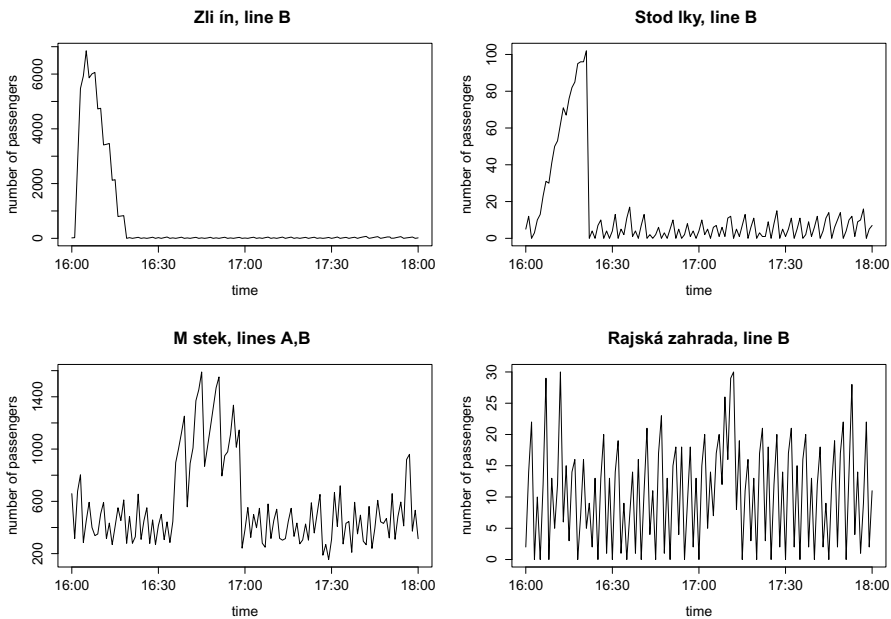 Zli ín, line B
number of passengers
6000
4000
2000
0
16:00 16:30 17:00 17:30 18:00
time
Stod lky, line B
number of passengers
100
80
60
40
20
0
16:00 16:30 17:00 17:30 18:00
time
M stek, lines A,B
number of passengers
1400
1000
600
200
16:00 16:30 17:00 17:30 18:00
time
Rajská zahrada, line B
number of passengers
30
25
20
15
10
5
0
16:00 16:30 17:00 17:30 18:00
time